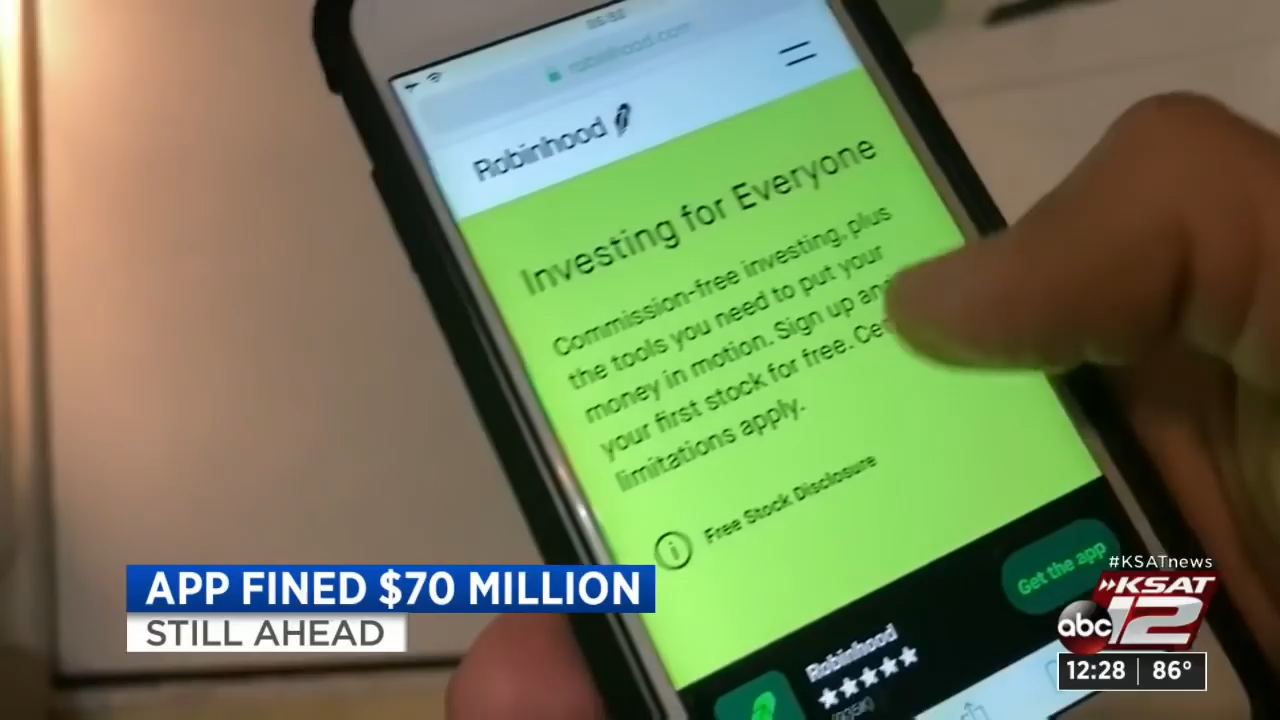 robinhood.com
Robinhood
Investing for Everyone
Commission-free investing, plus
the tools you need to put your
money in motion. Sign up and
your first stock for free.
limitations apply.
Free Stock Disclosure
Get the app
Robinhood
★★★★★
APP FINED $70 MILLION
STILL AHEAD
#KSATnews
KSAT
abc 12
12:28 86°